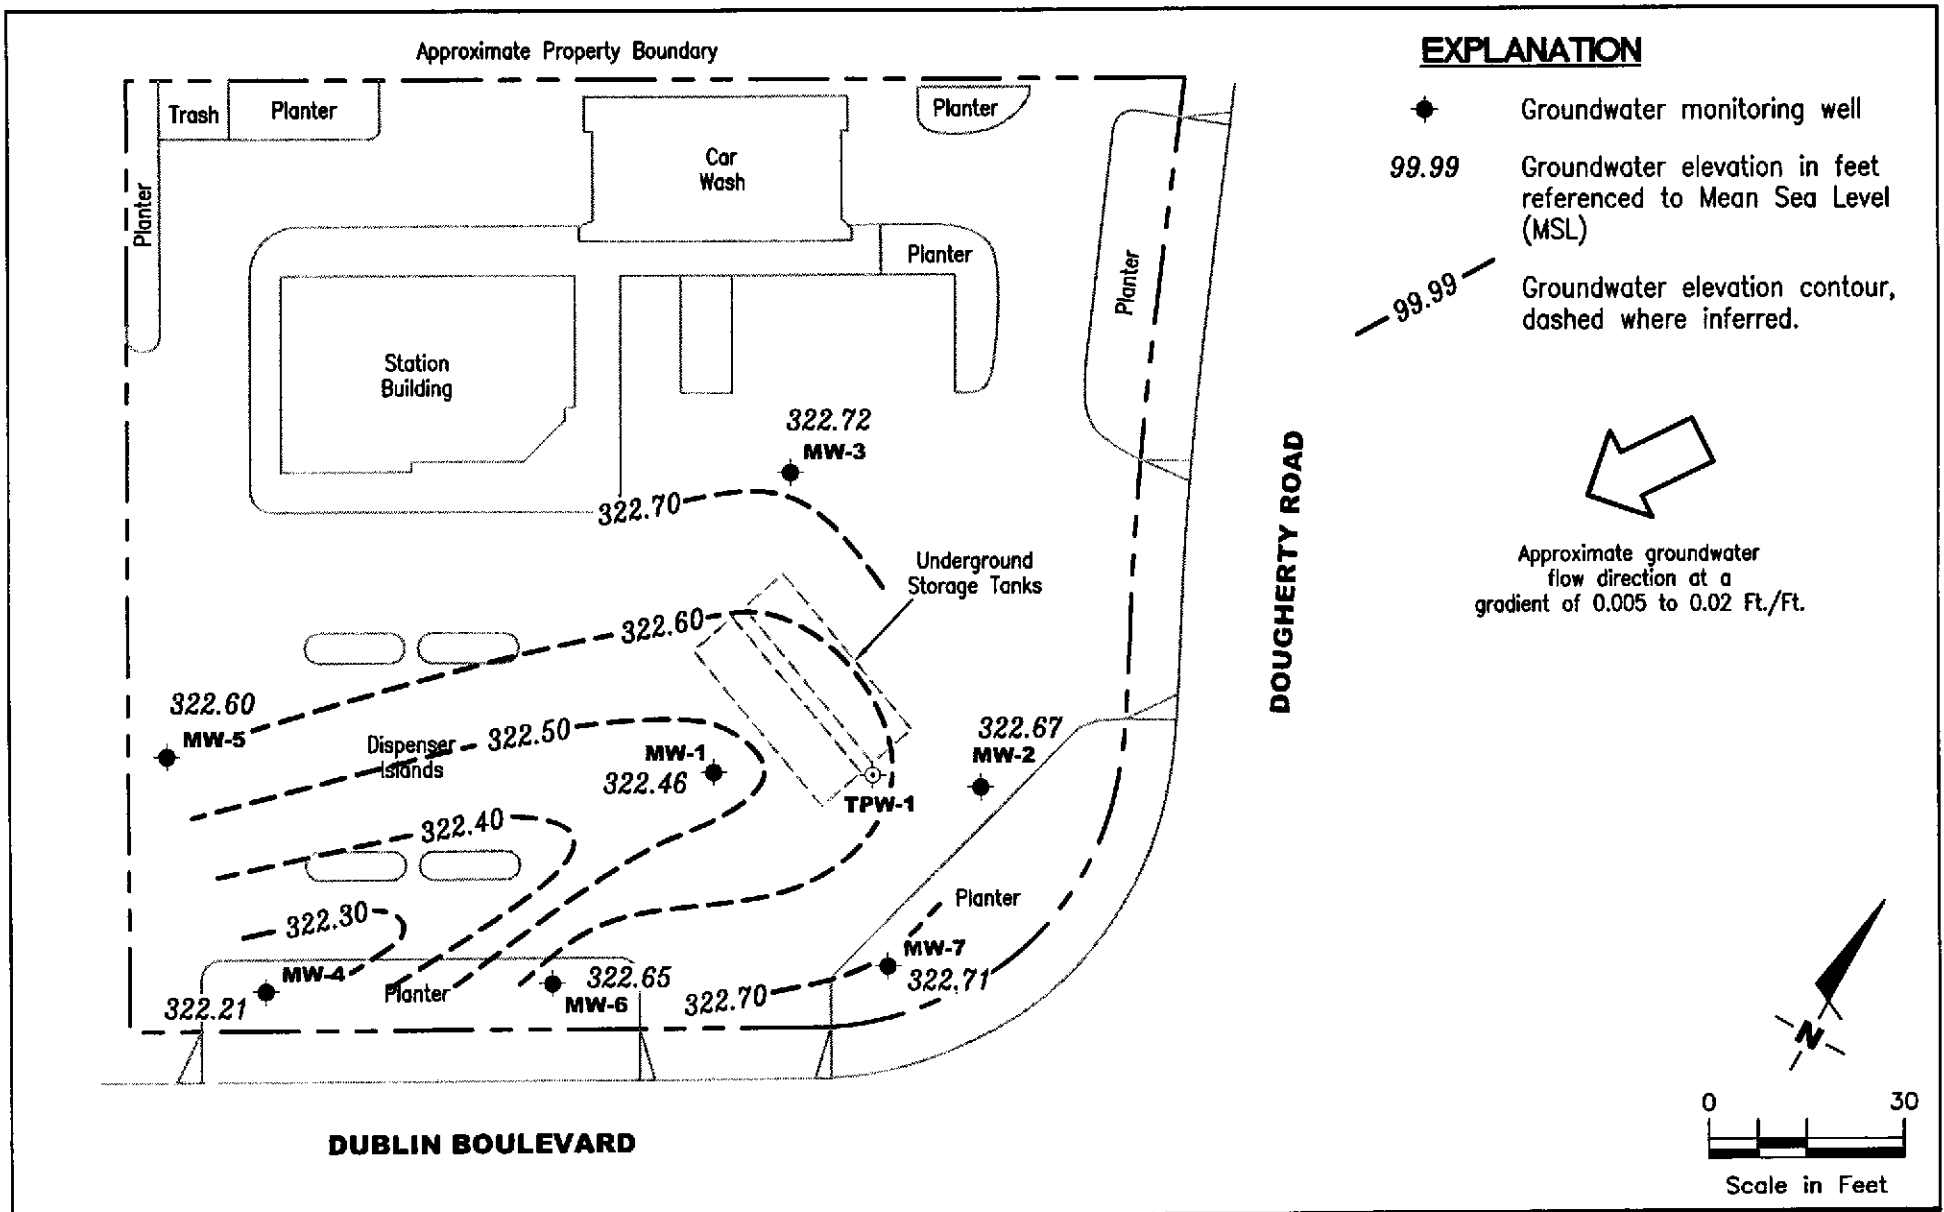 Approximate Property Boundary
EXPLANATION
Trash
Planter
Planter
Groundwater monitoring well
Car
Wash
99.99
Groundwater elevation in feet
referenced to Mean Sea Level
(MSL)
Planter
Planter
Planter
99.99
Groundwater elevation contour,
dashed where inferred.
Station
Building
322.72
MW-3
322.70
DOUGHERTY ROAD
Underground
Storage Tanks
Approximate groundwater
flow direction at a
gradient of 0.005 to 0.02 Ft./Ft.
322.60
322.60
MW-5
322.50
Dispenser
Islands
MW-1
322.46
322.67
MW-2
TPW-1
322.40
322.30
Planter
MW-7
322.71
MW-4
322.21
Planter
322.65
MW-6
322.70
N
0 30
Scale in Feet
DUBLIN BOULEVARD